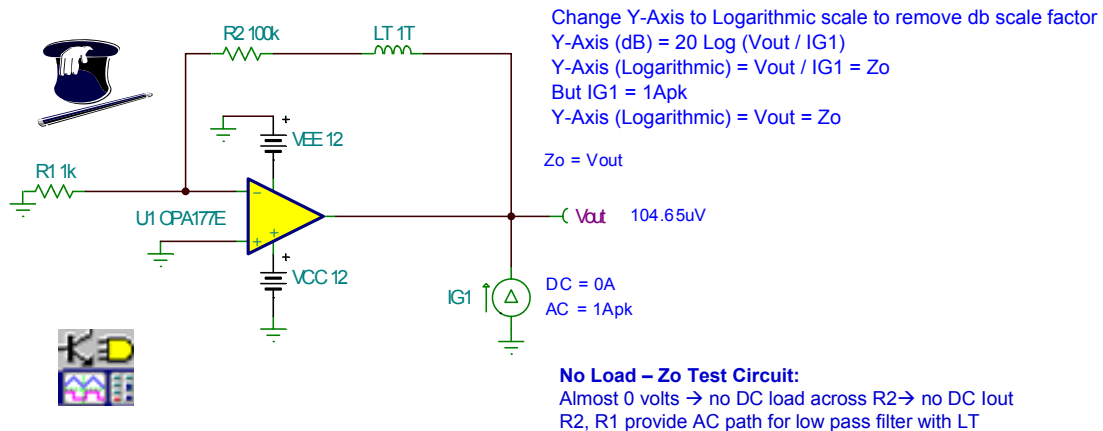 Change Y-Axis to Logarithmic scale to remove db scale factor
Y-Axis (dB) = 20 Log (Vout / IG1)
Y-Axis (Logarithmic) = Vout / IG1 = Zo
But IG1 = 1Apk
Y-Axis (Logarithmic) = Vout = Zo
R2 100k
LT 1T
+
VEE 12
Zo = Vout
R1 1k
U1 OPA177E
Vout
104.65uV
+
VCC 12
IG1
DC = 0A
AC = 1Apk
No Load – Zo Test Circuit:
Almost 0 volts → no DC load across R2→ no DC Iout
R2, R1 provide AC path for low pass filter with LT